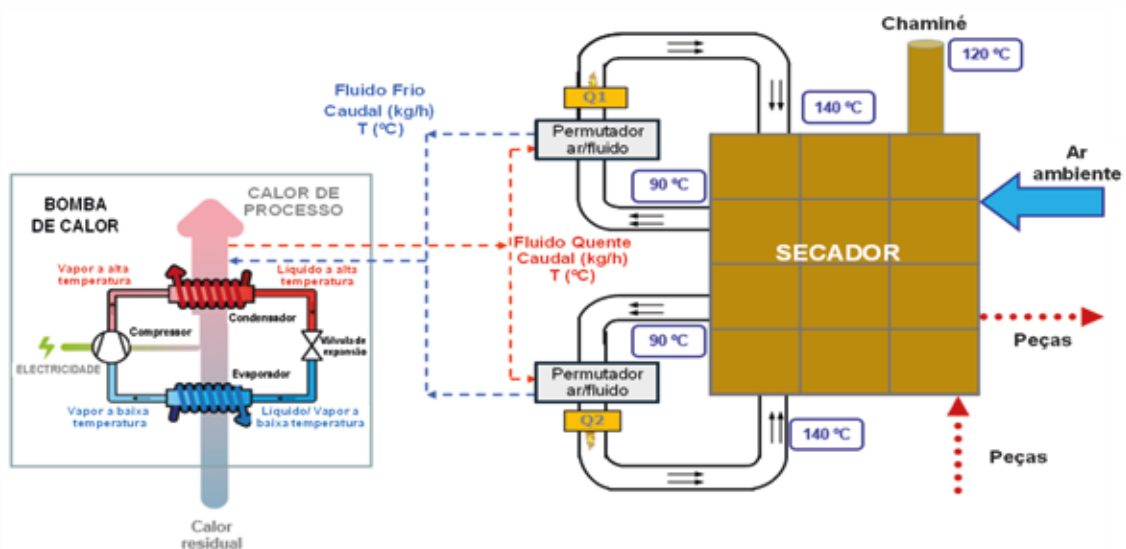 Chaminé
120 ºC
Fluido Frio
Caudal (kg/h)
T (ºC)
Q1
140 ºC
Permutador
ar/fluido
Ar
ambiente
90 ºC
BOMBA
DE CALOR
CALOR DE
PROCESSO
Fluido Quente
Caudal (kg/h)
T (ºC)
SECADOR
Vapor a alta
temperatura
Líquido a alta
temperatura
Condensador
Compressor
Válvula de
expansão
ELECTRICIDADE
Evaporador
90 ºC
Peças
Permutador
ar/fluido
Vapor a baixa
temperatura
Líquido/ Vapor a
baixa temperatura
Q2
140 ºC
Peças
Calor
residual